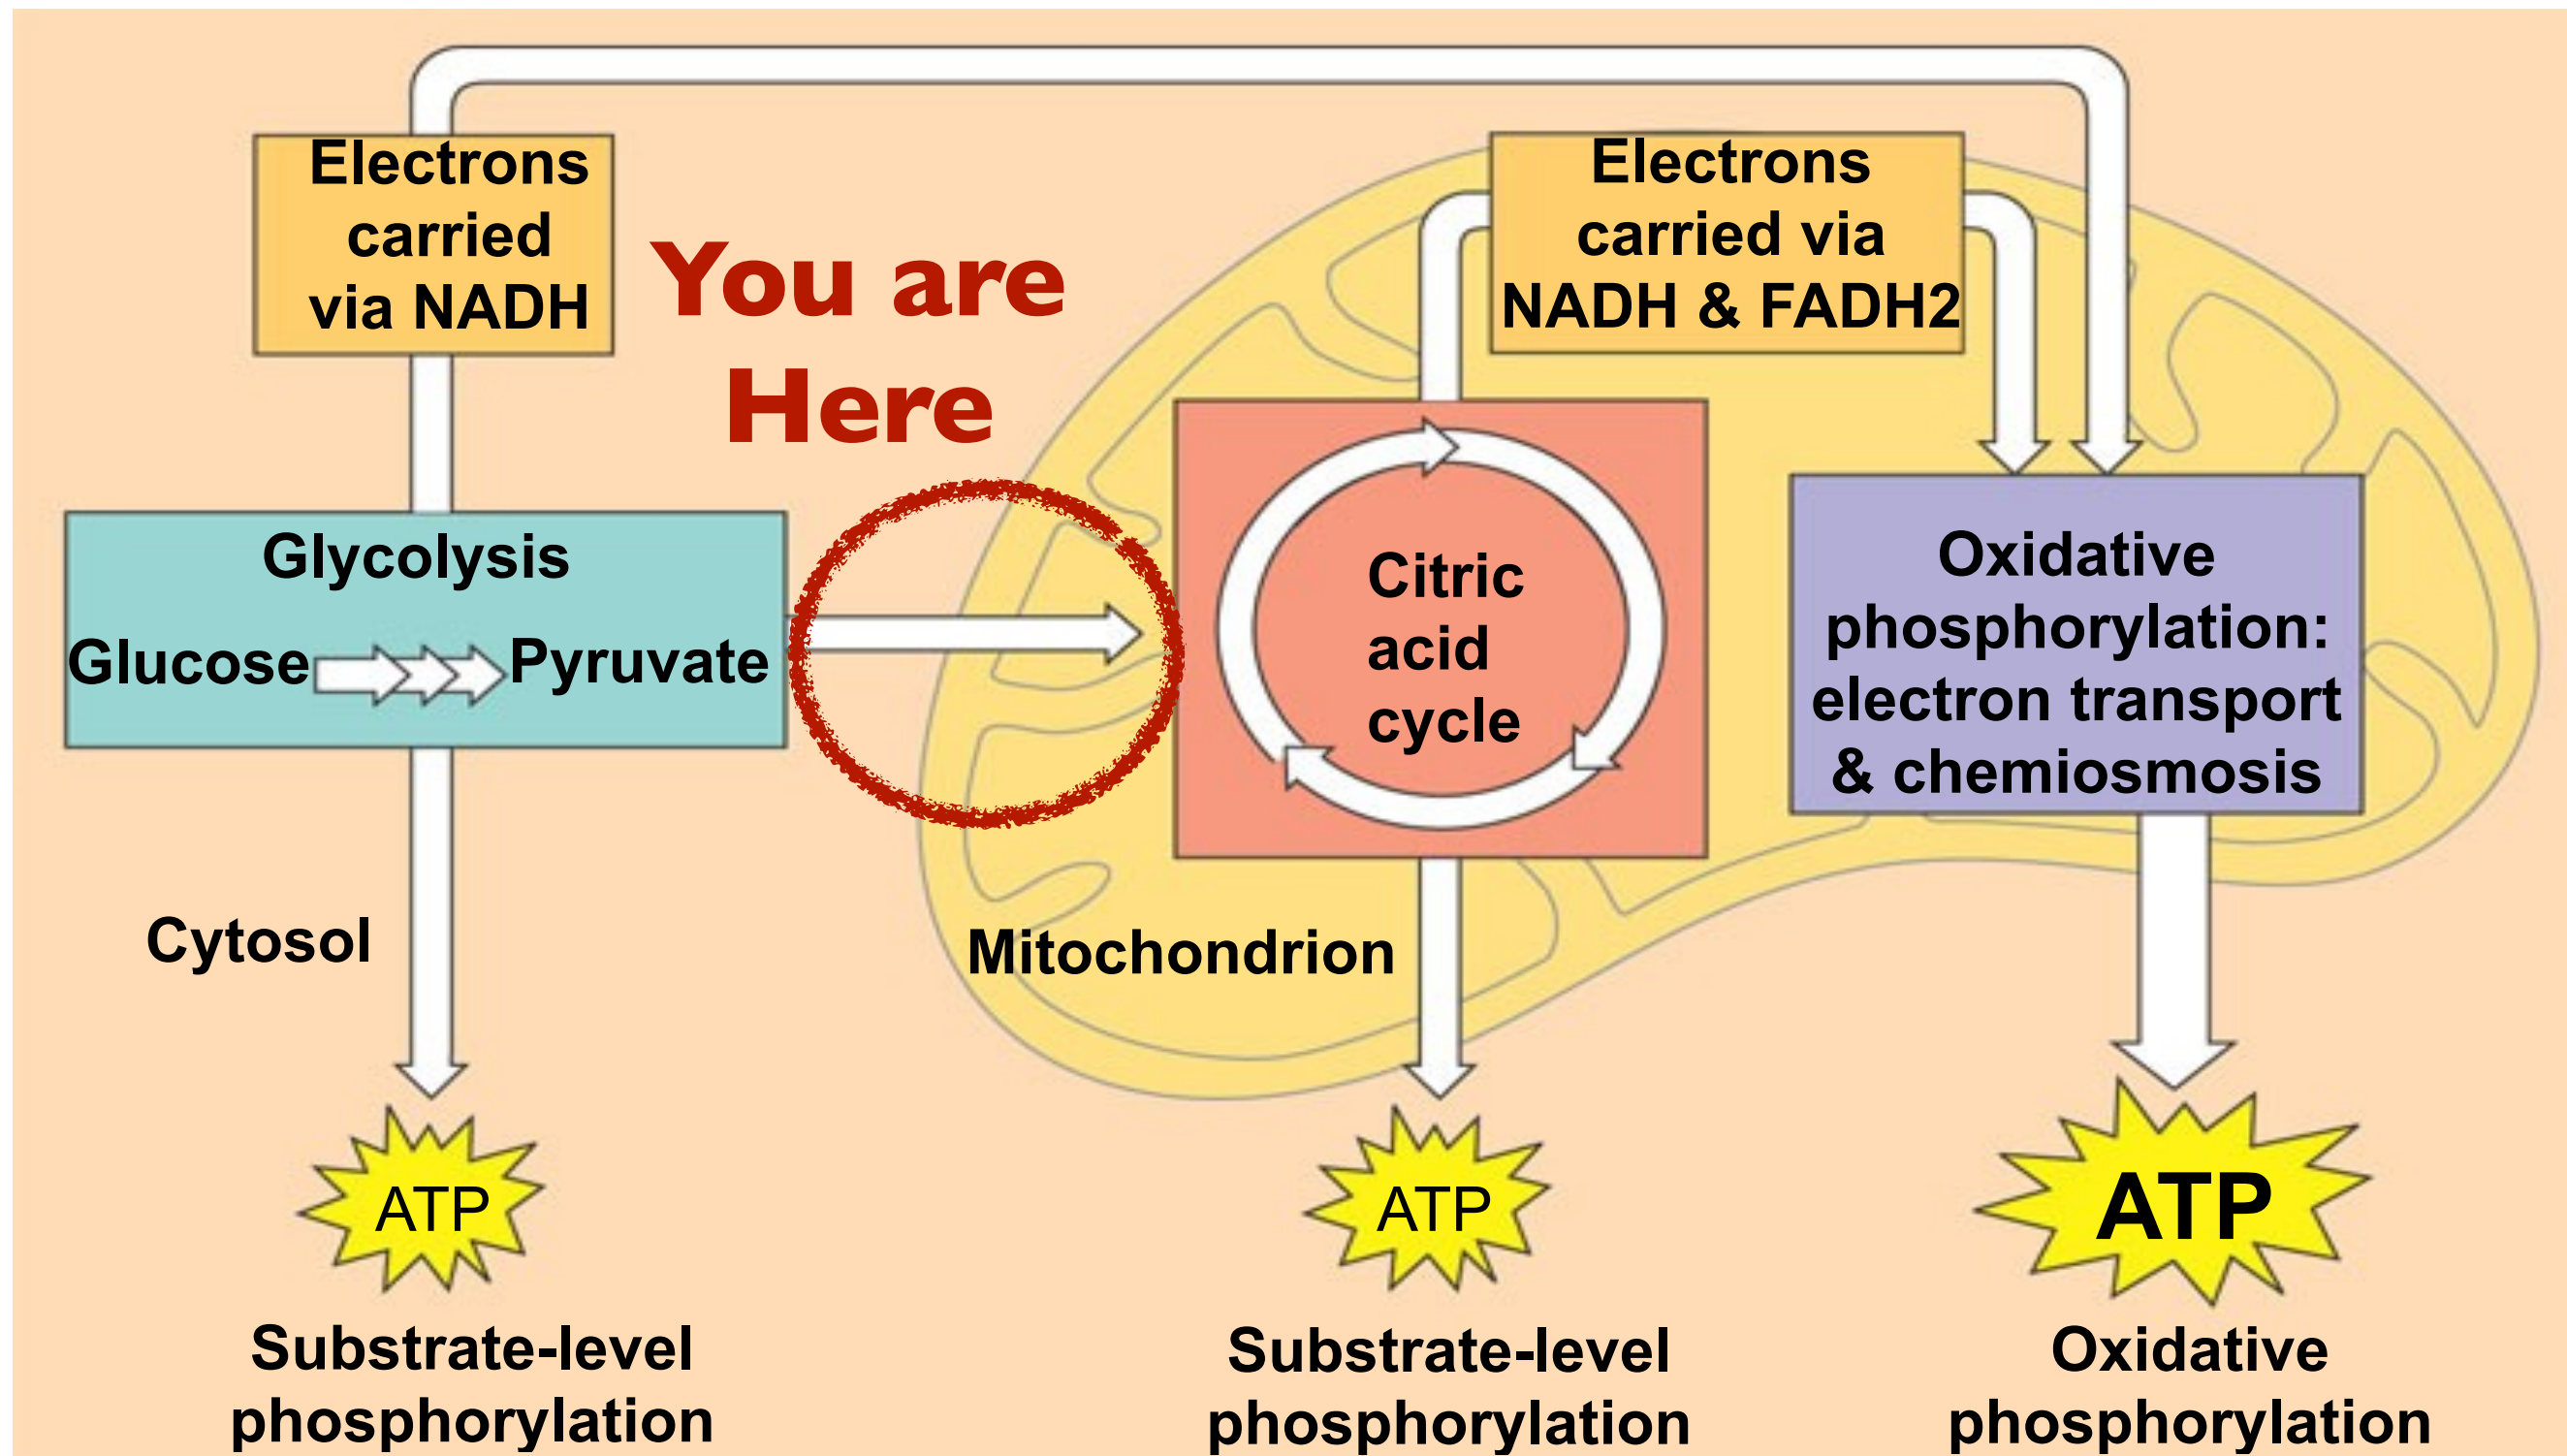 Electrons
carried
via NADH
You are
Here
Electrons
carried via
NADH & FADH2
Glycolysis
Glucose Pyruvate
Citric
acid
cycle
Oxidative
phosphorylation:
electron transport
& chemiosmosis
Cytosol
Mitochondrion
ATP
ATP
ATP
Substrate-level
phosphorylation
Substrate-level
phosphorylation
Oxidative
phosphorylation